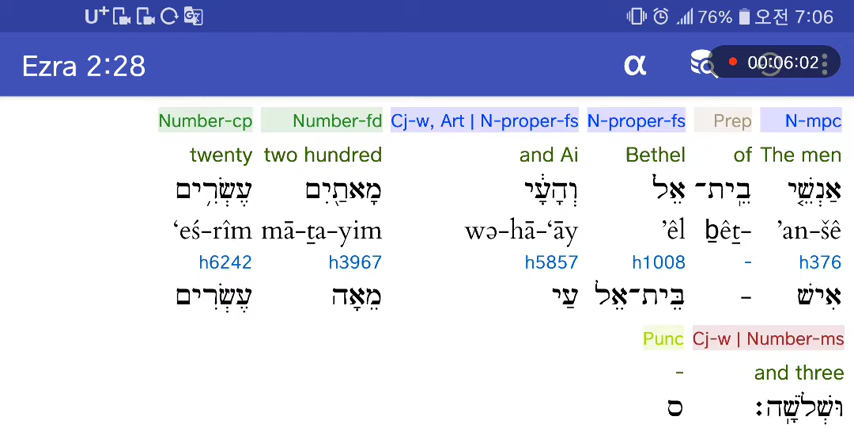 U+ 76% 오전 7:06
Ezra 2:28 α 00:06:02
Number-cp Number-fd Cj-w, Art | N-proper-fs N-proper-fs Prep N-mpc
twenty two hundred and Ai Bethel of The men
אַנְשֵׁ֤י בֵֽית־ אֵל֙ וְהָעָ֔י מָאתַ֖יִם עֶשְׂרִ֥ים
‘eś-rîm mā-ṯa-yim wə-hā-‘āy ’êl ḇêṯ- ’an-šê
h6242 h3967 h5857 h1008 - h376
אִישׁ - בֵּית־אֵל עַי מֵאָה עֶשְׂרִים
Punc Cj-w | Number-ms
- and three
וּשְׁלֹשָֽׁה׃ ס